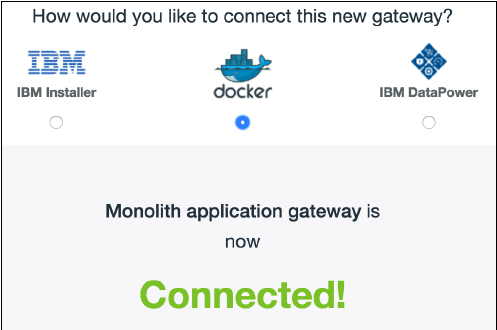 How would you like to connect this new gateway?
IBM docker
IBM Installer IBM DataPower
Monolith application gateway is
now
Connected!